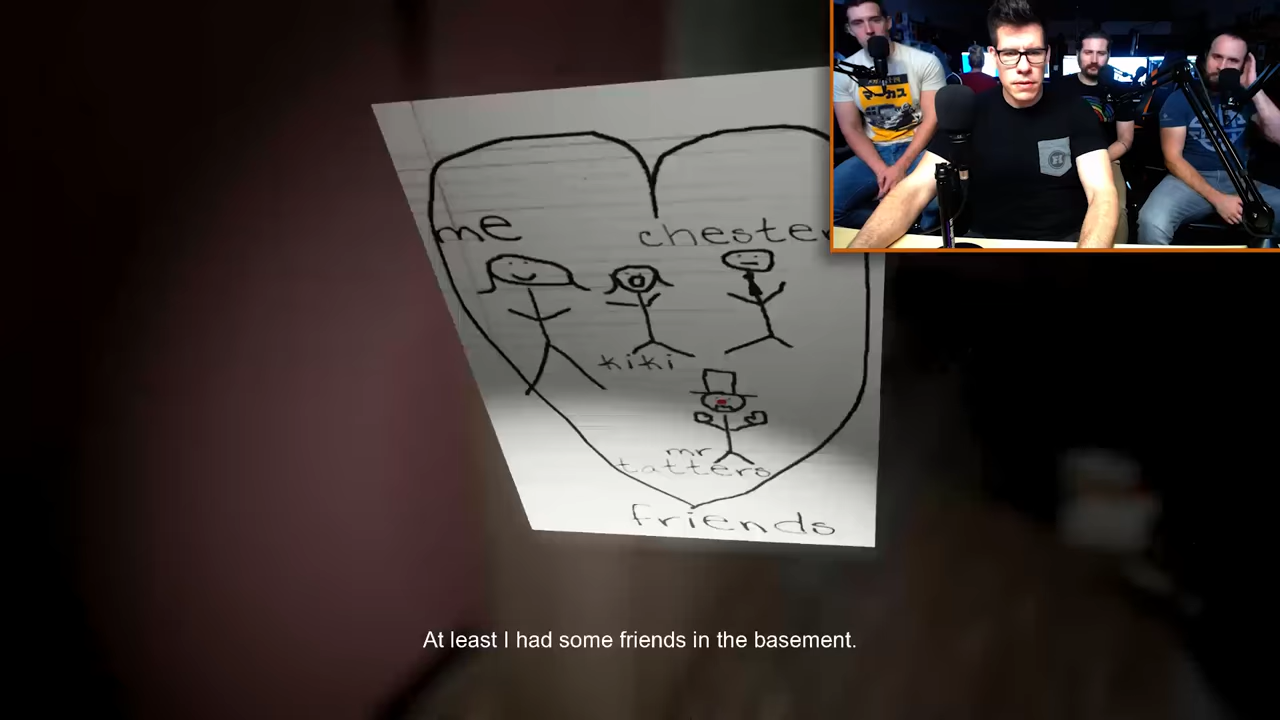 me
chester
kiki
mr
tatters
friends
At least I had some friends in the basement.